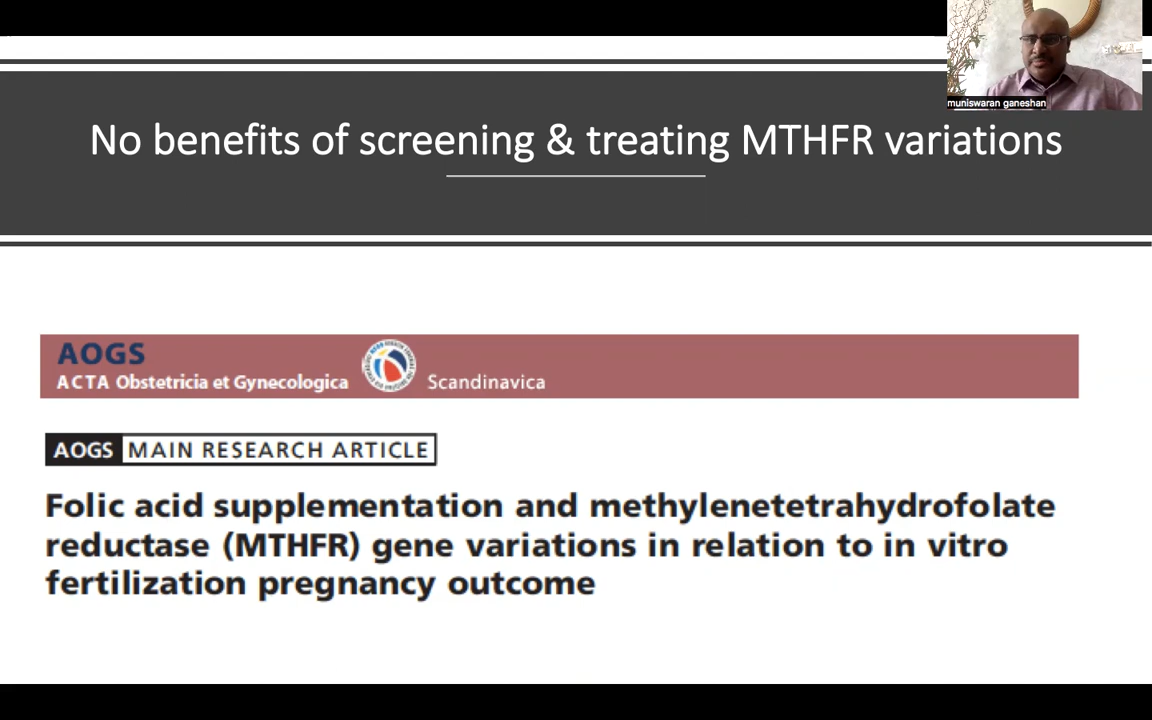 muniswaran ganeshan
No benefits of screening & treating MTHFR variations
AOGS
ACTA Obstetricia et Gynecologica
Scandinavica
AOGS MAIN RESEARCH ARTICLE
Folic acid supplementation and methylenetetrahydrofolate
reductase (MTHFR) gene variations in relation to in vitro
fertilization pregnancy outcome